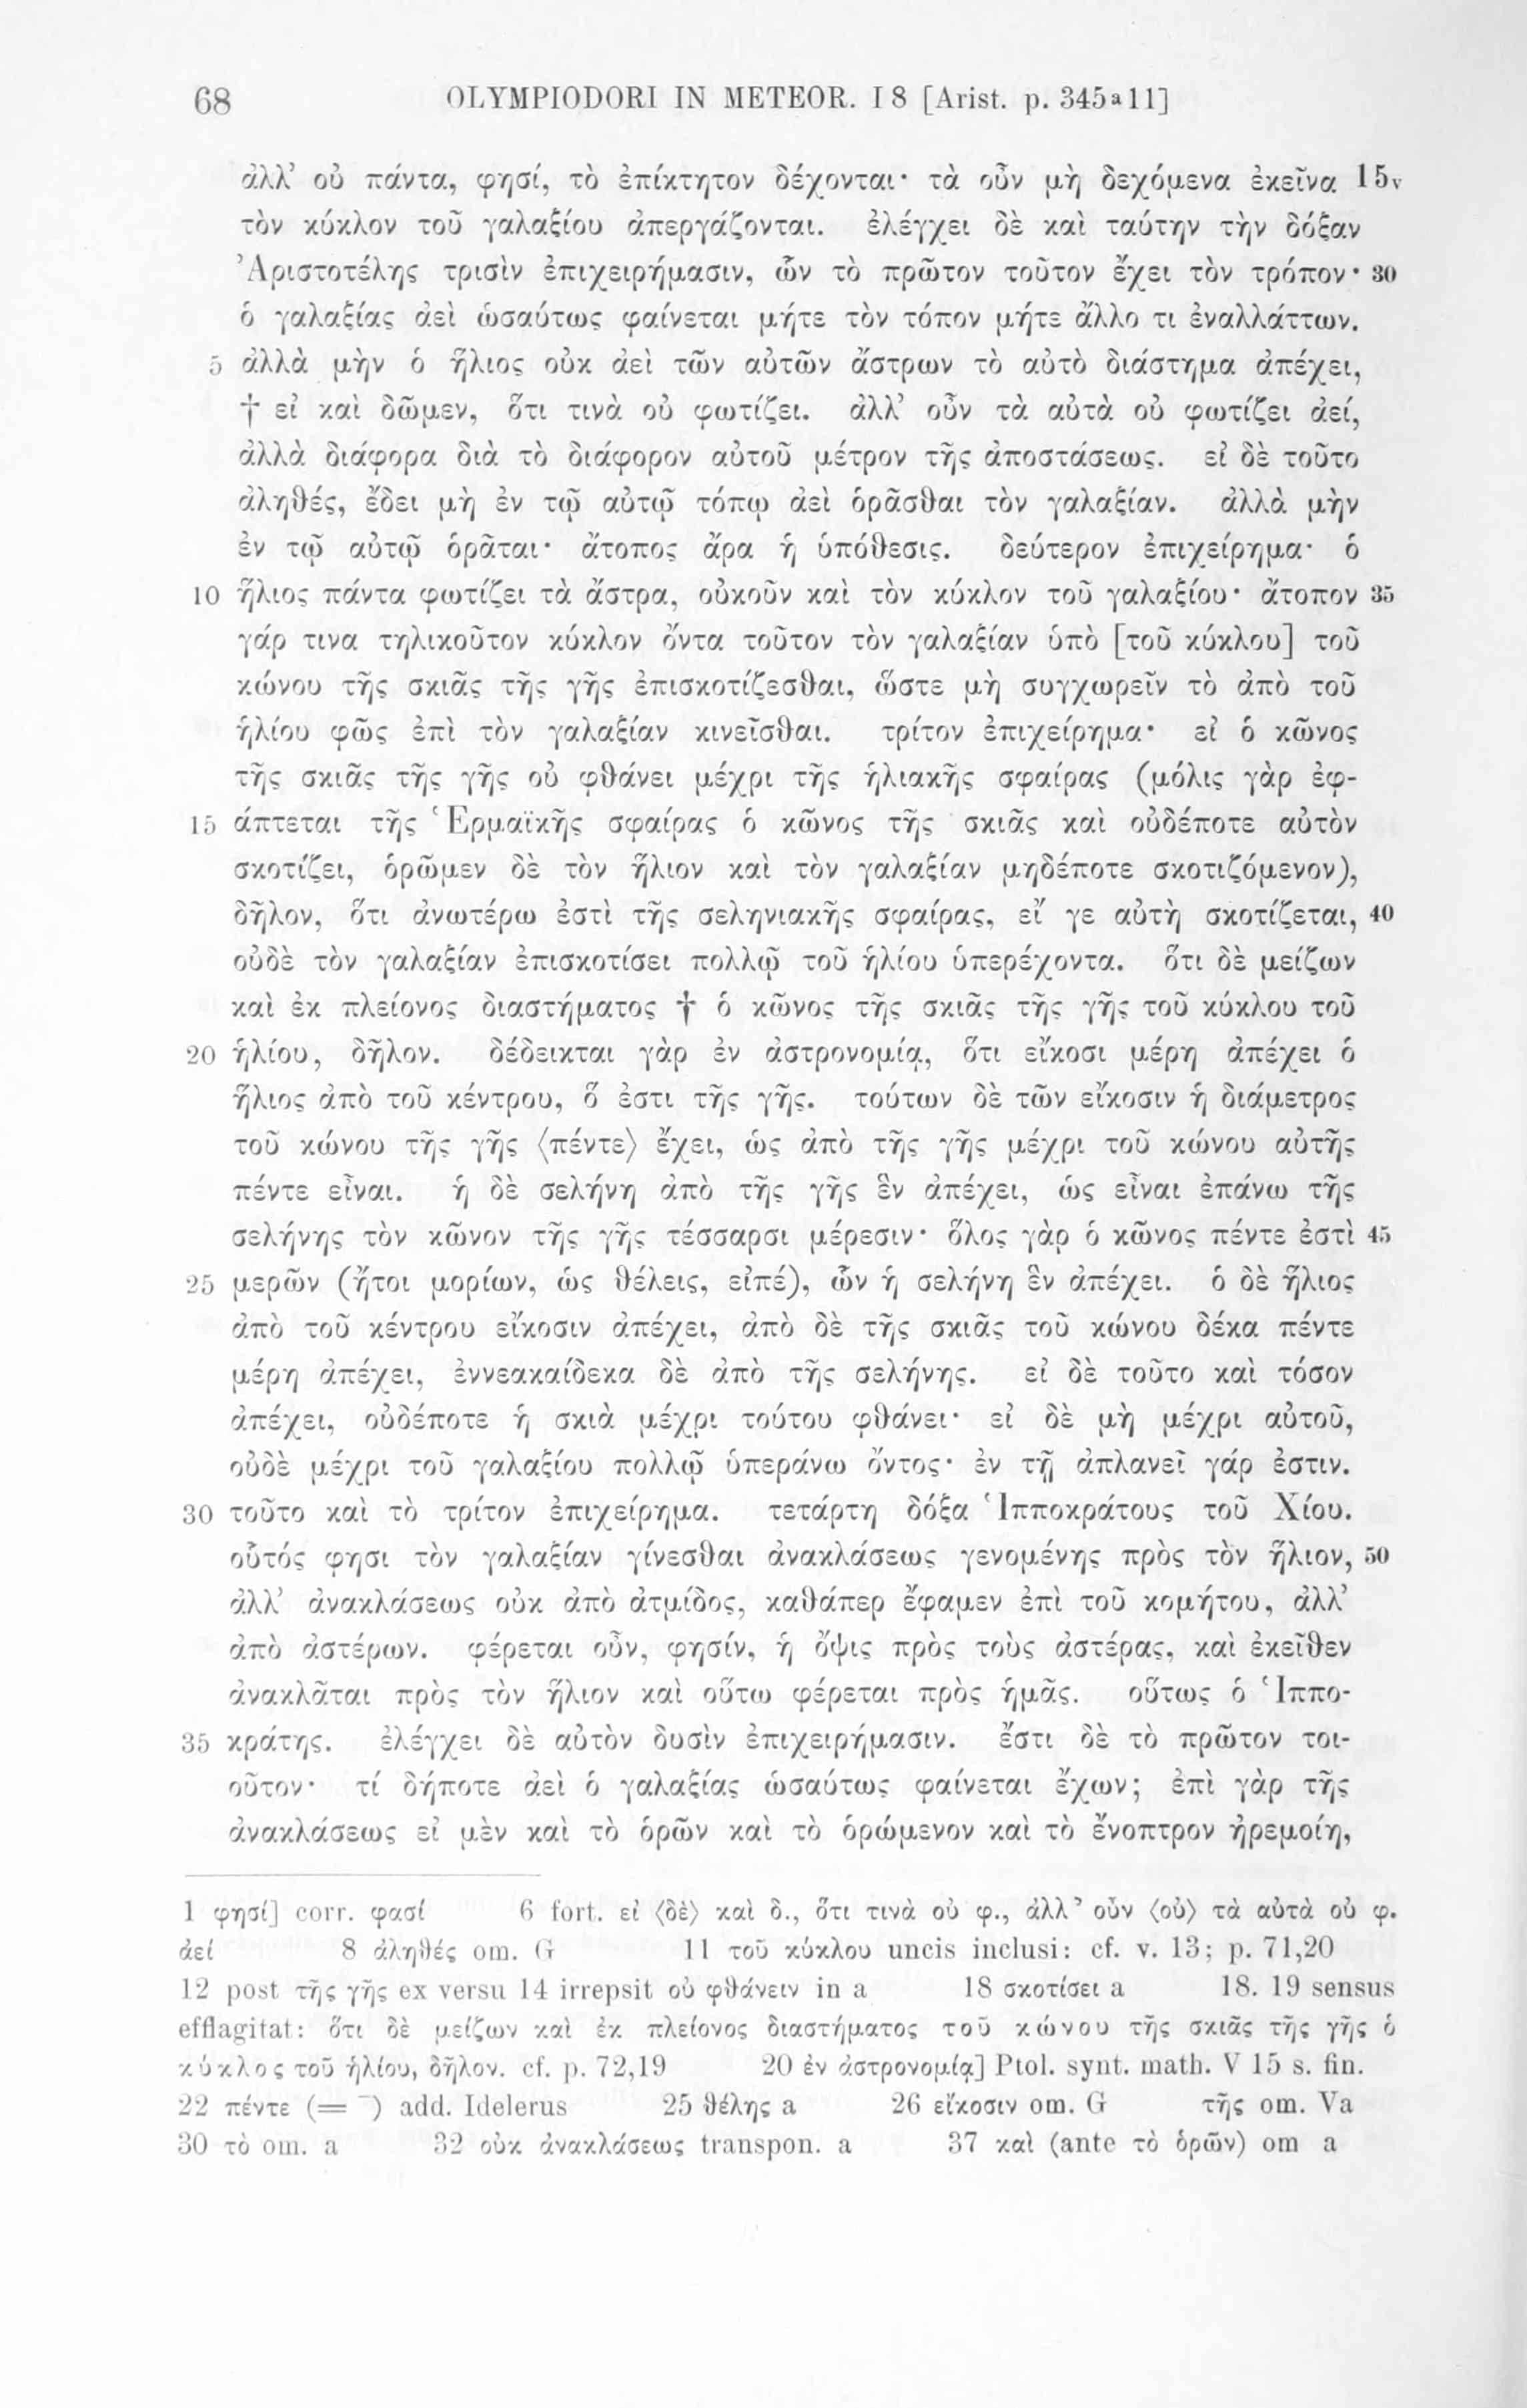 68 OLYMPIODORI IN METEOR. I 8 [Arist. p. 345a11]
ἀλλ’ οὐ πάντα, φησί, τὸ ἐπίκτητον δέχονται· τὰ οὖν μὴ δεχόμενα ἐκεῖνα 15v
τὸν κύκλον τοῦ γαλαξίου ἀπεργάζονται. ἐλέγχει δὲ καὶ ταύτην τὴν δόξαν
Ἀριστοτέλης τρισὶν ἐπιχειρήμασιν, ὧν τὸ πρῶτον τοῦτον ἔχει τὸν τρόπον· 30
ὁ γαλαξίας ἀεὶ ὡσαύτως φαίνεται μήτε τὸν τόπον μήτε ἄλλο τι ἐναλλάττων.
5 ἀλλὰ μὴν ὁ ἥλιος οὐκ ἀεὶ τῶν αὐτῶν ἄστρων τὸ αὐτὸ διάστημα ἀπέχει,
† εἰ καὶ δῶμεν, ὅτι τινὰ οὐ φωτίζει. ἀλλ’ οὖν τὰ αὐτὰ οὐ φωτίζει ἀεί,
ἀλλὰ διάφορα διὰ τὸ διάφορον αὐτοῦ μέτρον τῆς ἀποστάσεως. εἰ δὲ τοῦτο
ἀληθές, ἔδει μὴ ἐν τῷ αὐτῷ τόπῳ ἀεὶ ὁρᾶσθαι τὸν γαλαξίαν. ἀλλὰ μὴν
ἐν τῷ αὐτῷ ὁρᾶται· ἄτοπος ἄρα ἡ ὑπόθεσις. δεύτερον ἐπιχείρημα· ὁ
10 ἥλιος πάντα φωτίζει τὰ ἄστρα, οὐκοῦν καὶ τὸν κύκλον τοῦ γαλαξίου· ἄτοπον 35
γάρ τινα τηλικοῦτον κύκλον ὄντα τοῦτον τὸν γαλαξίαν ὑπὸ [τοῦ κύκλου] τοῦ
κώνου τῆς σκιᾶς τῆς γῆς ἐπισκοτίζεσθαι, ὥστε μὴ συγχωρεῖν τὸ ἀπὸ τοῦ
ἡλίου φῶς ἐπὶ τὸν γαλαξίαν κινεῖσθαι. τρίτον ἐπιχείρημα· εἰ ὁ κῶνος
τῆς σκιᾶς τῆς γῆς οὐ φθάνει μέχρι τῆς ἡλιακῆς σφαίρας (μόλις γὰρ ἐφ-
15 άπτεται τῆς Ἑρμαϊκῆς σφαίρας ὁ κῶνος τῆς σκιᾶς καὶ οὐδέποτε αὐτὸν
σκοτίζει, ὁρῶμεν δὲ τὸν ἥλιον καὶ τὸν γαλαξίαν μηδέποτε σκοτιζόμενον),
δῆλον, ὅτι ἀνωτέρω ἐστὶ τῆς σεληνιακῆς σφαίρας, εἴ γε αὐτὴ σκοτίζεται, 40
οὐδὲ τὸν γαλαξίαν ἐπισκοτίσει πολλῷ τοῦ ἡλίου ὑπερέχοντα. ὅτι δὲ μείζων
καὶ ἐκ πλείονος διαστήματος † ὁ κῶνος τῆς σκιᾶς τῆς γῆς τοῦ κύκλου τοῦ
20 ἡλίου, δῆλον. δέδεικται γὰρ ἐν ἀστρονομίᾳ, ὅτι εἴκοσι μέρη ἀπέχει ὁ
ἥλιος ἀπὸ τοῦ κέντρου, ὅ ἐστι τῆς γῆς. τούτων δὲ τῶν εἴκοσιν ἡ διάμετρος
τοῦ κώνου τῆς γῆς ⟨πέντε⟩ ἔχει, ὡς ἀπὸ τῆς γῆς μέχρι τοῦ κώνου αὐτῆς
πέντε εἶναι. ἡ δὲ σελήνη ἀπὸ τῆς γῆς ἓν ἀπέχει, ὡς εἶναι ἐπάνω τῆς
σελήνης τὸν κῶνον τῆς γῆς τέσσαρσι μέρεσιν· ὅλος γὰρ ὁ κῶνος πέντε ἐστὶ 45
25 μερῶν (ἤτοι μορίων, ὡς θέλεις, εἰπέ), ὧν ἡ σελήνη ἓν ἀπέχει. ὁ δὲ ἥλιος
ἀπὸ τοῦ κέντρου εἴκοσιν ἀπέχει, ἀπὸ δὲ τῆς σκιᾶς τοῦ κώνου δέκα πέντε
μέρη ἀπέχει, ἐννεακαίδεκα δὲ ἀπὸ τῆς σελήνης. εἰ δὲ τοῦτο καὶ τόσον
ἀπέχει, οὐδέποτε ἡ σκιὰ μέχρι τούτου φθάνει· εἰ δὲ μὴ μέχρι αὐτοῦ,
οὐδὲ μέχρι τοῦ γαλαξίου πολλῷ ὑπεράνω ὄντος· ἐν τῇ ἀπλανεῖ γάρ ἐστιν.
30 τοῦτο καὶ τὸ τρίτον ἐπιχείρημα. τετάρτη δόξα Ἱπποκράτους τοῦ Χίου.
οὗτός φησι τὸν γαλαξίαν γίνεσθαι ἀνακλάσεως γενομένης πρὸς τὸν ἥλιον, 50
ἀλλ’ ἀνακλάσεως οὐκ ἀπὸ ἀτμίδος, καθάπερ ἔφαμεν ἐπὶ τοῦ κομήτου, ἀλλ’
ἀπὸ ἀστέρων. φέρεται οὖν, φησίν, ἡ ὄψις πρὸς τοὺς ἀστέρας, καὶ ἐκεῖθεν
ἀνακλᾶται πρὸς τὸν ἥλιον καὶ οὕτω φέρεται πρὸς ἡμᾶς. οὕτως ὁ Ἱππο-
35 κράτης. ἐλέγχει δὲ αὐτὸν δυσὶν ἐπιχειρήμασιν. ἔστι δὲ τὸ πρῶτον τοι-
οῦτον· τί δήποτε ἀεὶ ὁ γαλαξίας ὡσαύτως φαίνεται ἔχων; ἐπὶ γὰρ τῆς
ἀνακλάσεως εἰ μὲν καὶ τὸ ὁρῶν καὶ τὸ ὁρώμενον καὶ τὸ ἔνοπτρον ἠρεμοίη,
1 φησί] corr. φασί 6 fort. εἰ ⟨δὲ⟩ καὶ δ., ὅτι τινὰ οὐ φ., ἀλλ’ οὖν ⟨οὐ⟩ τὰ αὐτὰ οὐ φ.
ἀεί 8 ἀληθές om. G 11 τοῦ κύκλου uncis inclusi: cf. v. 13; p. 71,20
12 post τῆς γῆς ex versu 14 irrepsit οὐ φθάνειν in a 18 σκοτίσει a 18. 19 sensus
efflagitat: ὅτι δὲ μείζων καὶ ἐκ πλείονος διαστήματος τοῦ κώνου τῆς σκιᾶς τῆς γῆς ὁ
κύκλος τοῦ ἡλίου, δῆλον. cf. p. 72,19 20 ἐν ἀστρονομίᾳ] Ptol. synt. math. V 15 s. fin.
22 πέντε (= ¯) add. Idelerus 25 θέλης a 26 εἴκοσιν om. G τῆς om. Va
30 τὸ om. a 32 οὐκ ἀνακλάσεως transpon. a 37 καὶ (ante τὸ ὁρῶν) om a